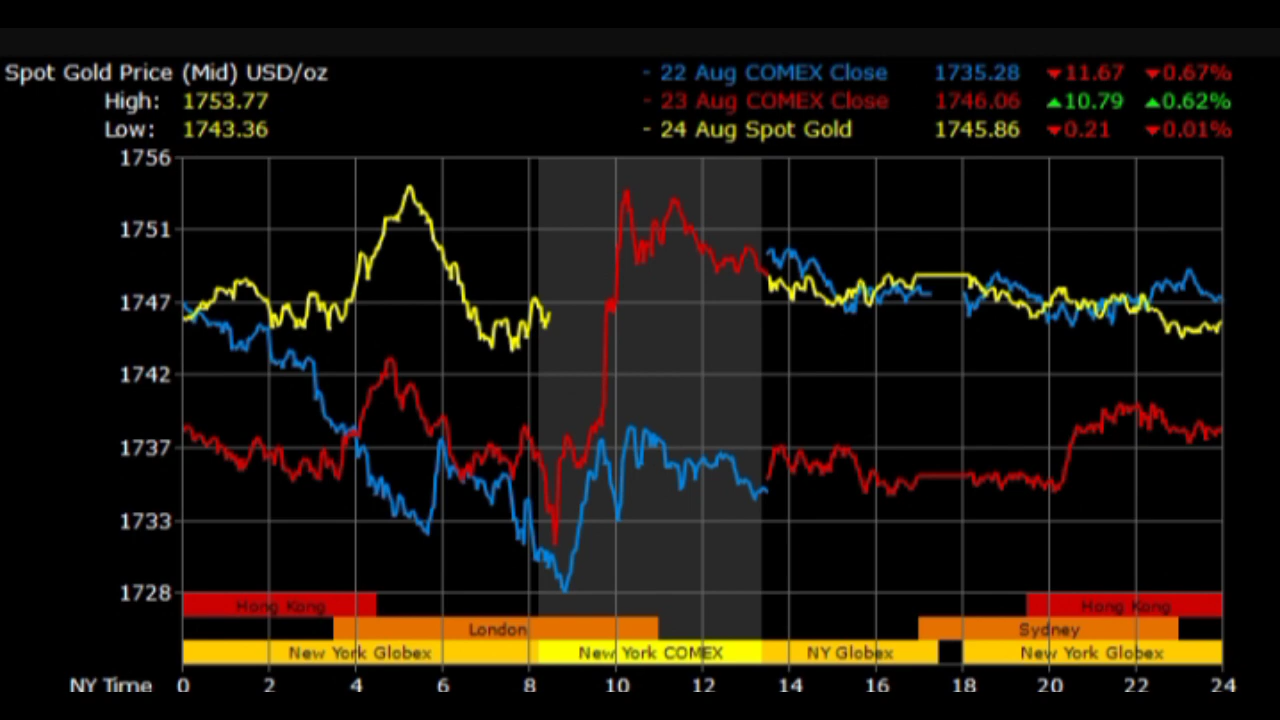 Spot Gold Price (Mid) USD/oz - 22 Aug COMEX Close 1735.28 ▼11.67 ▼0.67%
High: 1753.77 - 23 Aug COMEX Close 1746.06 ▲10.79 ▲0.62%
Low: 1743.36 - 24 Aug Spot Gold 1745.86 ▼0.21 ▼0.01%
1756
1751
1747
1742
1737
1733
1728
Hong Kong Hong Kong
London Sydney
New York Globex New York COMEX NY Globex New York Globex
NY Time 0 2 4 6 8 10 12 14 16 18 20 22 24